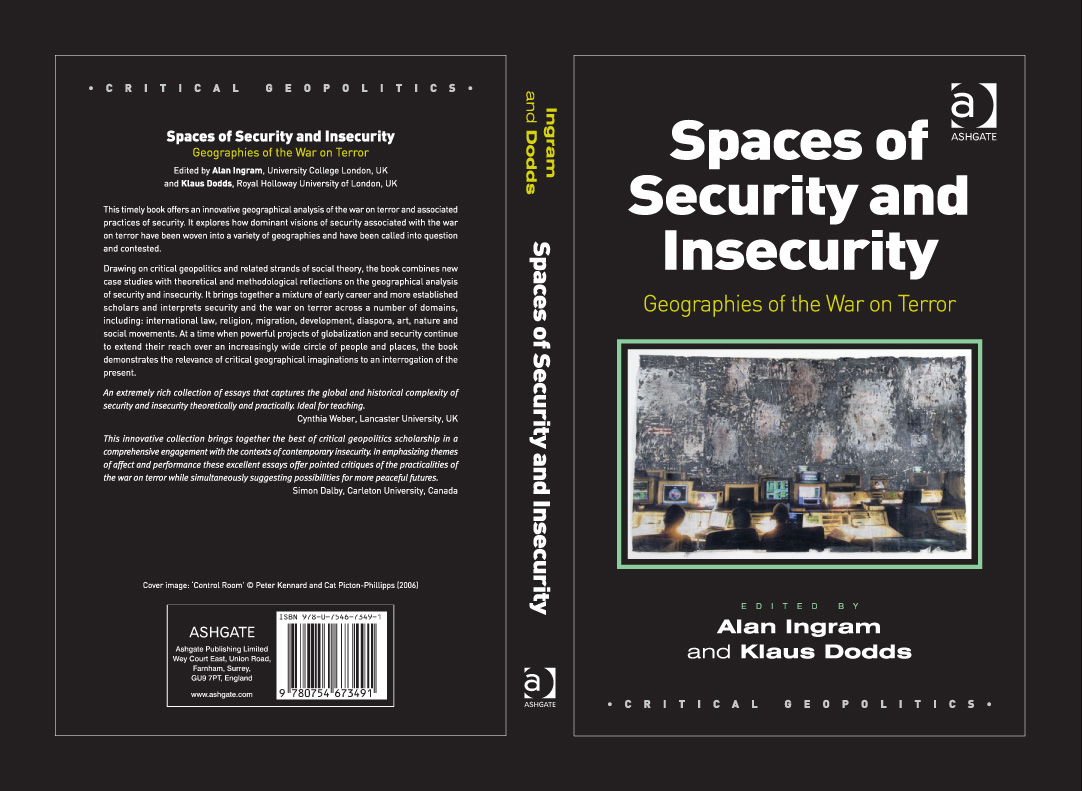 • CRITICAL GEOPOLITICS •
Spaces of Security and Insecurity
Geographies of the War on Terror
Edited by Alan Ingram, University College London, UK
and Klaus Dodds, Royal Holloway University of London, UK
This timely book offers an innovative geographical analysis of the war on terror and associated
practices of security. It explores how dominant visions of security associated with the war
on terror have been woven into a variety of geographies and have been called into question
and contested.
Drawing on critical geopolitics and related strands of social theory, the book combines new
case studies with theoretical and methodological reflections on the geographical analysis
of security and insecurity. It brings together a mixture of early career and more established
scholars and interprets security and the war on terror across a number of domains,
including: international law, religion, migration, development, diaspora, art, nature and
social movements. At a time when powerful projects of globalization and security continue
to extend their reach over an increasingly wide circle of people and places, the book
demonstrates the relevance of critical geographical imaginations to an interrogation of the
present.
An extremely rich collection of essays that captures the global and historical complexity of
security and insecurity theoretically and practically. Ideal for teaching.
Cynthia Weber, Lancaster University, UK
This innovative collection brings together the best of critical geopolitics scholarship in a
comprehensive engagement with the contexts of contemporary insecurity. In emphasizing themes
of affect and performance these excellent essays offer pointed critiques of the practicalities of
the war on terror while simultaneously suggesting possibilities for more peaceful futures.
Simon Dalby, Carleton University, Canada
Cover image: 'Control Room' © Peter Kennard and Cat Picton-Phillipps (2006)
ASHGATE
Ashgate Publishing Limited
Wey Court East, Union Road,
Farnham, Surrey,
GU9 7PT, England
www.ashgate.com
ISBN 978-0-7546-7349-1
9 780754 673491
Ingram
and Dodds
Spaces of Security and Insecurity
a
ASHGATE
a
ASHGATE
Spaces of
Security and
Insecurity
Geographies of the War on Terror
EDITED BY
Alan Ingram
and Klaus Dodds
• CRITICAL GEOPOLITICS •